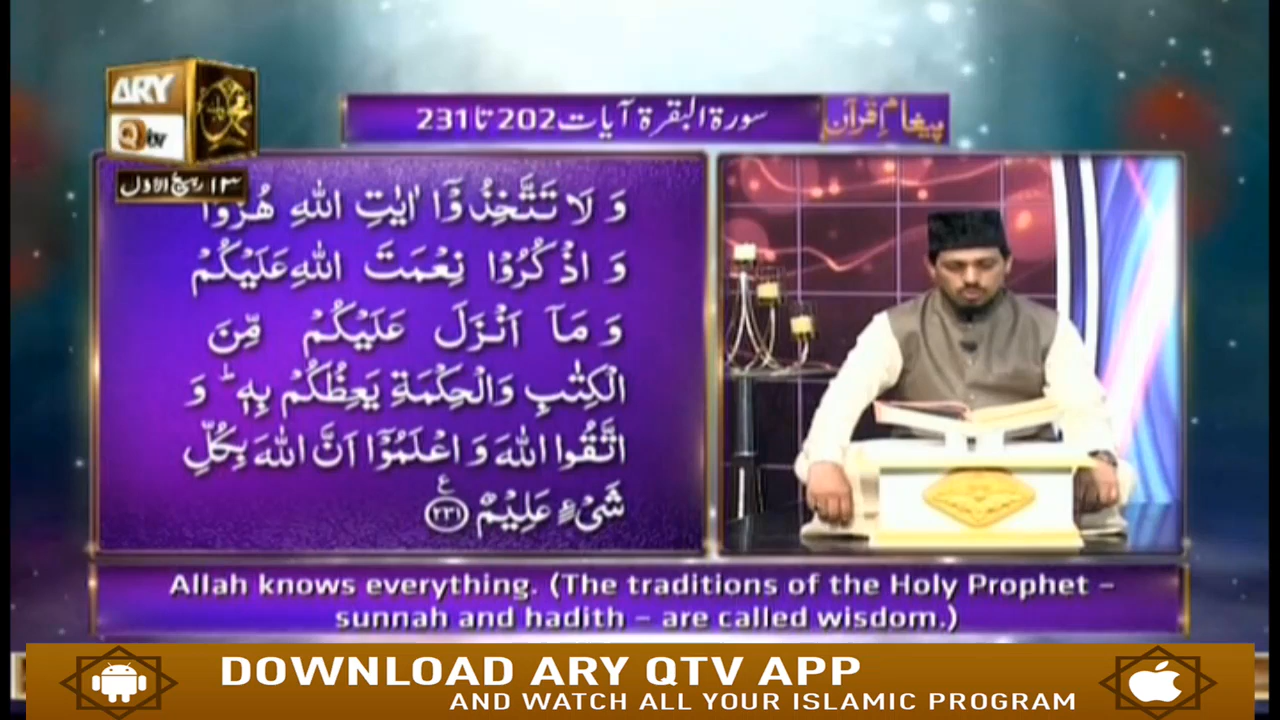 ARY
Qtv
محمد
۱۳ ربیع الاول
پیغامِ قرآن
سورۃ البقرۃ آیات 202 تا 231
وَ لَا تَتَّخِذُوْۤا اٰیٰتِ اللّٰهِ هُزُوًا
وَ اذْكُرُوْا نِعْمَتَ اللّٰهِ عَلَیْكُمْ
وَ مَاۤ اَنْزَلَ عَلَیْكُمْ مِّنَ
الْكِتٰبِ وَالْحِكْمَةِ یَعِظُكُمْ بِهٖ ؕ وَ
اتَّقُوا اللّٰهَ وَ اعْلَمُوْۤا اَنَّ اللّٰهَ بِكُلِّ
شَیْءٍ عَلِیْمٌ ع ﴿۲۳۱﴾
Allah knows everything. (The traditions of the Holy Prophet –
sunnah and hadith – are called wisdom.)
DOWNLOAD ARY QTV APP
AND WATCH ALL YOUR ISLAMIC PROGRAM